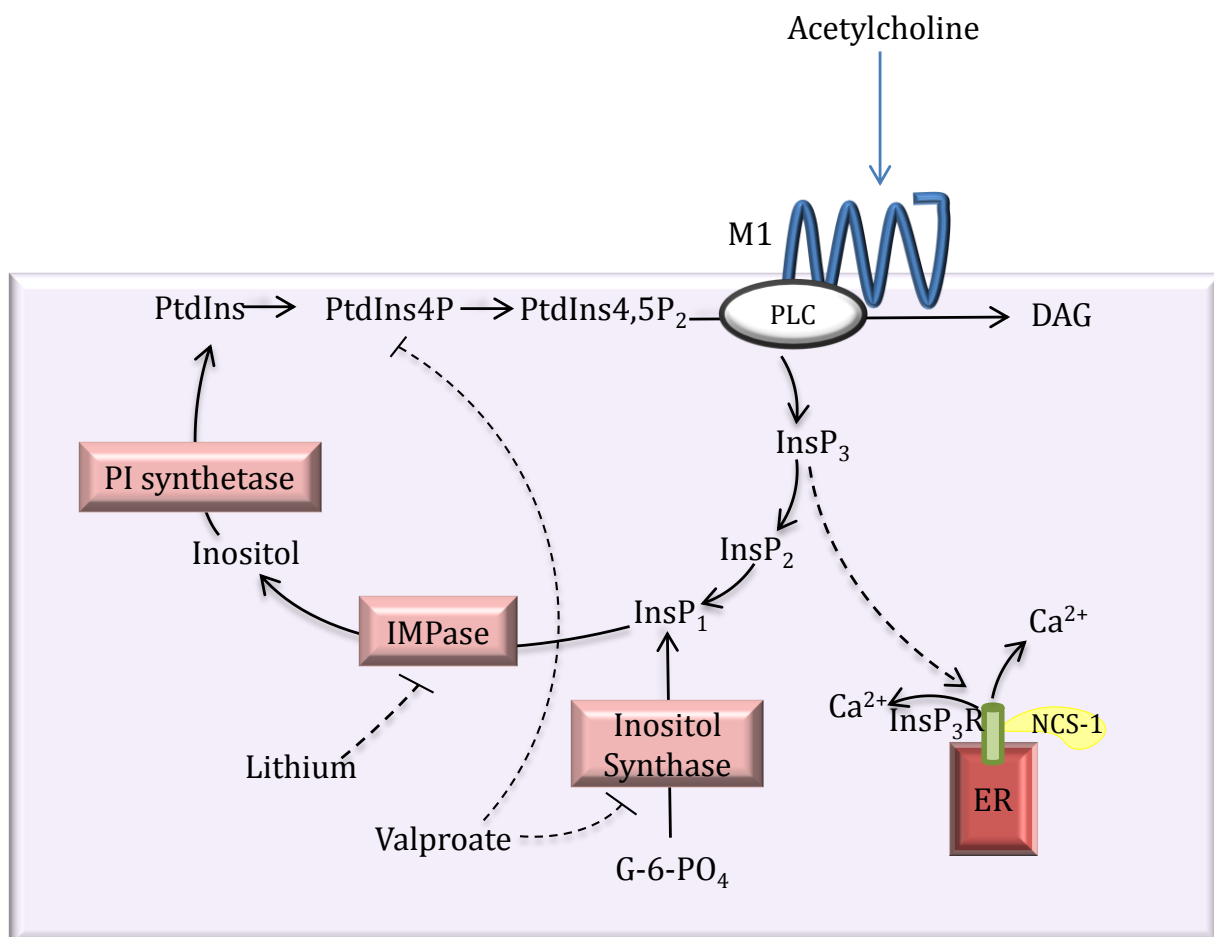 Acetylcholine
M1
PtdIns
PtdIns4P
PtdIns4,5P₂
PLC
DAG
InsP₃
PI synthetase
Inositol
InsP₂
InsP₁
IMPase
Ca²⁺
Ca²⁺
InsP₃R
NCS-1
Inositol
Synthase
Lithium
ER
Valproate
G-6-PO₄